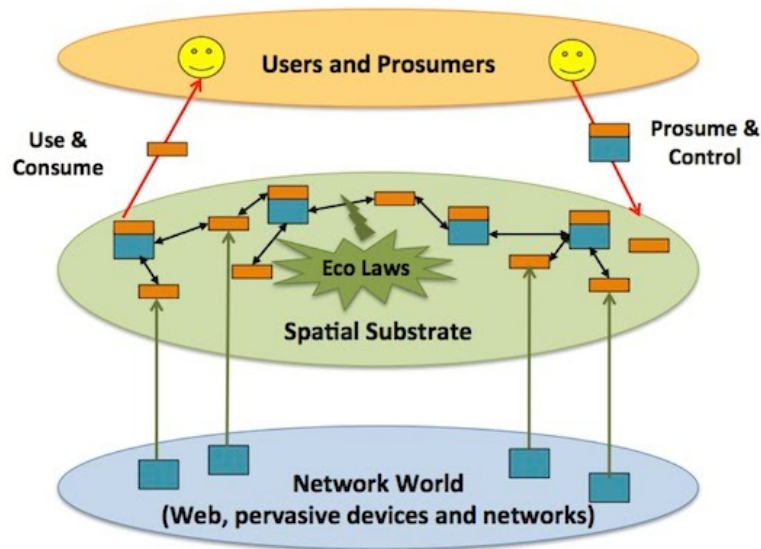 Users and Prosumers
Use &
Consume
Prosume &
Control
Eco Laws
Spatial Substrate
Network World
(Web, pervasive devices and networks)